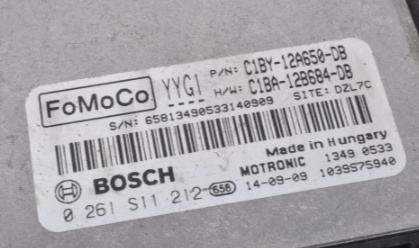 FoMoCo YYG1 P/N: C1BY-12A650-DB
H/W: C1BA-12B684-DB
S/N: 65813490533140909 SITE: DZL7C
Made in Hungary
BOSCH MOTRONIC 1349 0533
0 261 S11 212 656 14-09-09 1039S75940